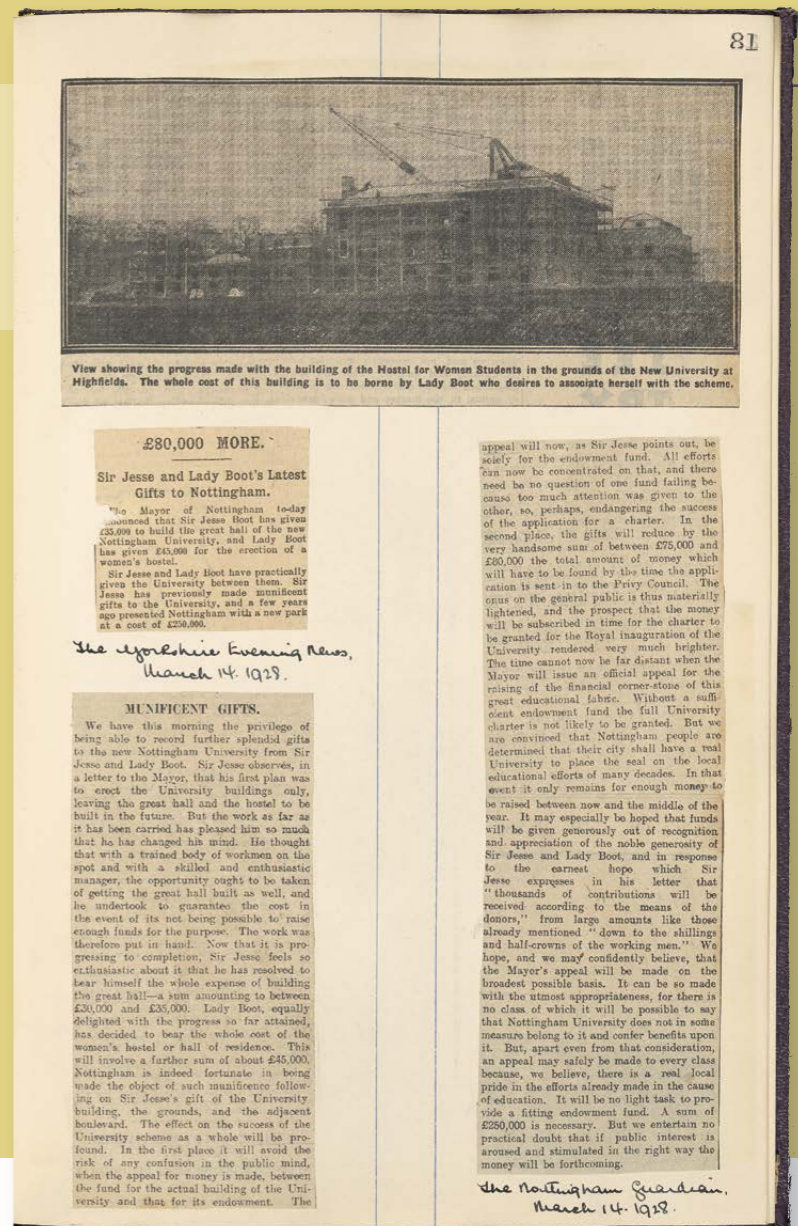 81
View showing the progress made with the building of the Hostel for Women Students in the grounds of the New University at
Highfields. The whole cost of this building is to be borne by Lady Boot who desires to associate herself with the scheme.
£80,000 MORE.
Sir Jesse and Lady Boot's Latest
Gifts to Nottingham.
Mayor of Nottingham to-day
nounced that Sir Jesse Boot has given
£35,000 to build the great hall of the new
Nottingham University, and Lady Boot
has given £45,000 for the erection of a
women's hostel.
Sir Jesse and Lady Boot have practically
given the University between them. Sir
Jesse has previously made munificent
gifts to the University, and a few years
ago presented Nottingham with a new park
at a cost of £250,000.
The Yorkshire Evening News,
March 14. 1928.
MUNIFICENT GIFTS.
We have this morning the privilege of
being able to record further splendid gifts
to the new Nottingham University from Sir
Jesse and Lady Boot. Sir Jesse observes, in
a letter to the Mayor, that his first plan was
to erect the University buildings only,
leaving the great hall and the hostel to be
built in the future. But the work as far as
it has been carried has pleased him so much
that he has changed his mind. He thought
that with a trained body of workmen on the
spot and with a skilled and enthusiastic
manager, the opportunity ought to be taken
of getting the great hall built as well, and
he undertook to guarantee the cost in
the event of its not being possible to raise
enough funds for the purpose. The work was
therefore put in hand. Now that it is pro-
gressing to completion, Sir Jesse feels so
enthusiastic about it that he has resolved to
bear himself the whole expense of building
the great hall—a sum amounting to between
£30,000 and £35,000. Lady Boot, equally
delighted with the progress so far attained,
has decided to bear the whole cost of the
women's hostel or hall of residence. This
will involve a further sum of about £45,000.
Nottingham is indeed fortunate in being
made the object of such munificence follow-
ing on Sir Jesse's gift of the University
building, the grounds, and the adjacent
boulevard. The effect on the success of the
University scheme as a whole will be pro-
found. In the first place it will avoid the
risk of any confusion in the public mind,
when the appeal for money is made, between
the fund for the actual building of the Uni-
versity and that for its endowment. The
appeal will now, as Sir Jesse points out, be
solely for the endowment fund. All efforts
can now be concentrated on that, and there
need be no question of one fund failing be-
cause too much attention was given to the
other, so, perhaps, endangering the success
of the application for a charter. In the
second place, the gifts will reduce by the
very handsome sum of between £75,000 and
£80,000 the total amount of money which
will have to be found by the time the appli-
cation is sent in to the Privy Council. The
onus on the general public is thus materially
lightened, and the prospect that the money
will be subscribed in time for the charter to
be granted for the Royal inauguration of the
University rendered very much brighter.
The time cannot now be far distant when the
Mayor will issue an official appeal for the
raising of the financial corner-stone of this
great educational fabric. Without a suffi-
cient endowment fund the full University
charter is not likely to be granted. But we
are convinced that Nottingham people are
determined that their city shall have a real
University to place the seal on the local
educational efforts of many decades. In that
event it only remains for enough money to
be raised between now and the middle of the
year. It may especially be hoped that funds
will be given generously out of recognition
and appreciation of the noble generosity of
Sir Jesse and Lady Boot, and in response
to the earnest hope which Sir
Jesse expresses in his letter that
"thousands of contributions will be
received according to the means of the
donors," from large amounts like those
already mentioned "down to the shillings
and half-crowns of the working men." We
hope, and we may confidently believe, that
the Mayor's appeal will be made on the
broadest possible basis. It can be so made
with the utmost appropriateness, for there is
no class of which it will be possible to say
that Nottingham University does not in some
measure belong to it and confer benefits upon
it. But, apart even from that consideration,
an appeal may safely be made to every class
because, we believe, there is a real local
pride in the efforts already made in the cause
of education. It will be no light task to pro-
vide a fitting endowment fund. A sum of
£250,000 is necessary. But we entertain no
practical doubt that if public interest is
aroused and stimulated in the right way the
money will be forthcoming.
The Nottingham Guardian,
March 14. 1928.